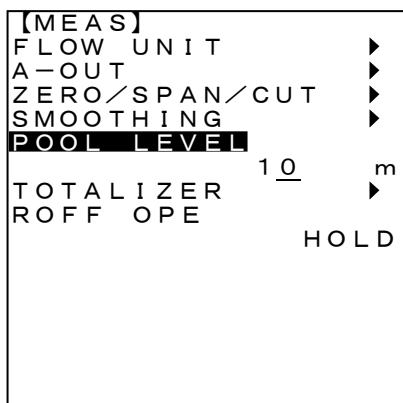 【MEAS】
FLOW UNIT ▶
A－OUT ▶
ZERO／SPAN／CUT ▶
SMOOTHING ▶
POOL LEVEL
10 m
TOTALIZER ▶
ROFF OPE
HOLD